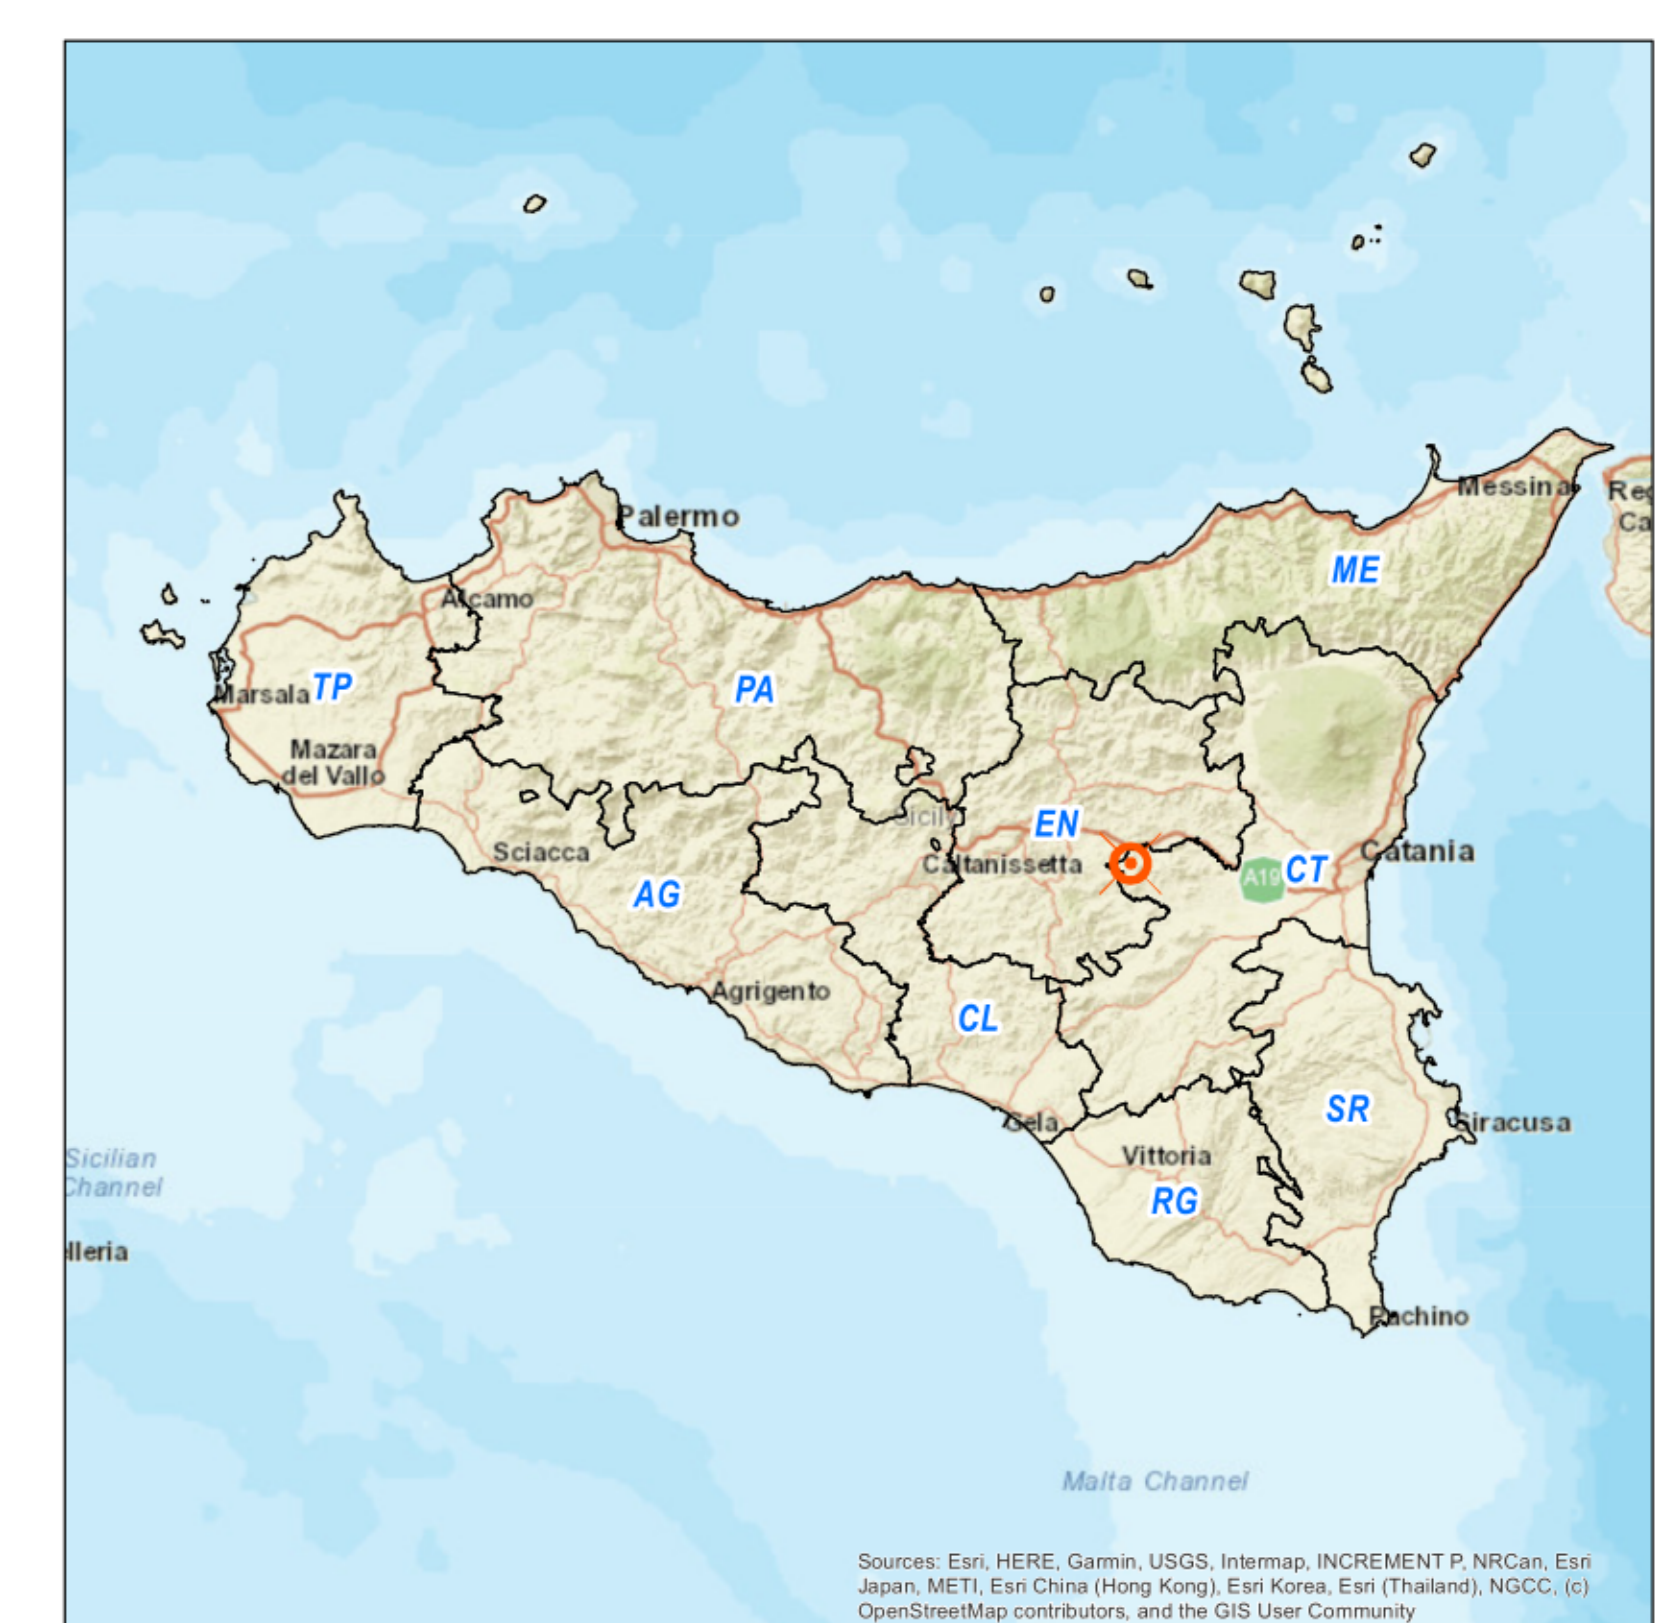 Messina
Reg
Ca
Palermo
ME
Alcamo
Marsala
TP
PA
Mazara
del Vallo
Sicily
EN
Sciacca
Caltanissetta
Catania
A19
CT
AG
Agrigento
CL
SR
Gela
Siracusa
Vittoria
Sicilian
Channel
RG
lleria
Pachino
Malta Channel
Sources: Esri, HERE, Garmin, USGS, Intermap, INCREMENT P, NRCan, Esri
Japan, METI, Esri China (Hong Kong), Esri Korea, Esri (Thailand), NGCC, (c)
OpenStreetMap contributors, and the GIS User Community